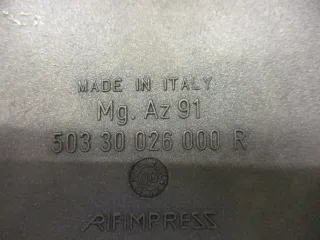 MADE IN ITALY
Mg. Az 91
503 30 026 000 R
RIFIMPRESS